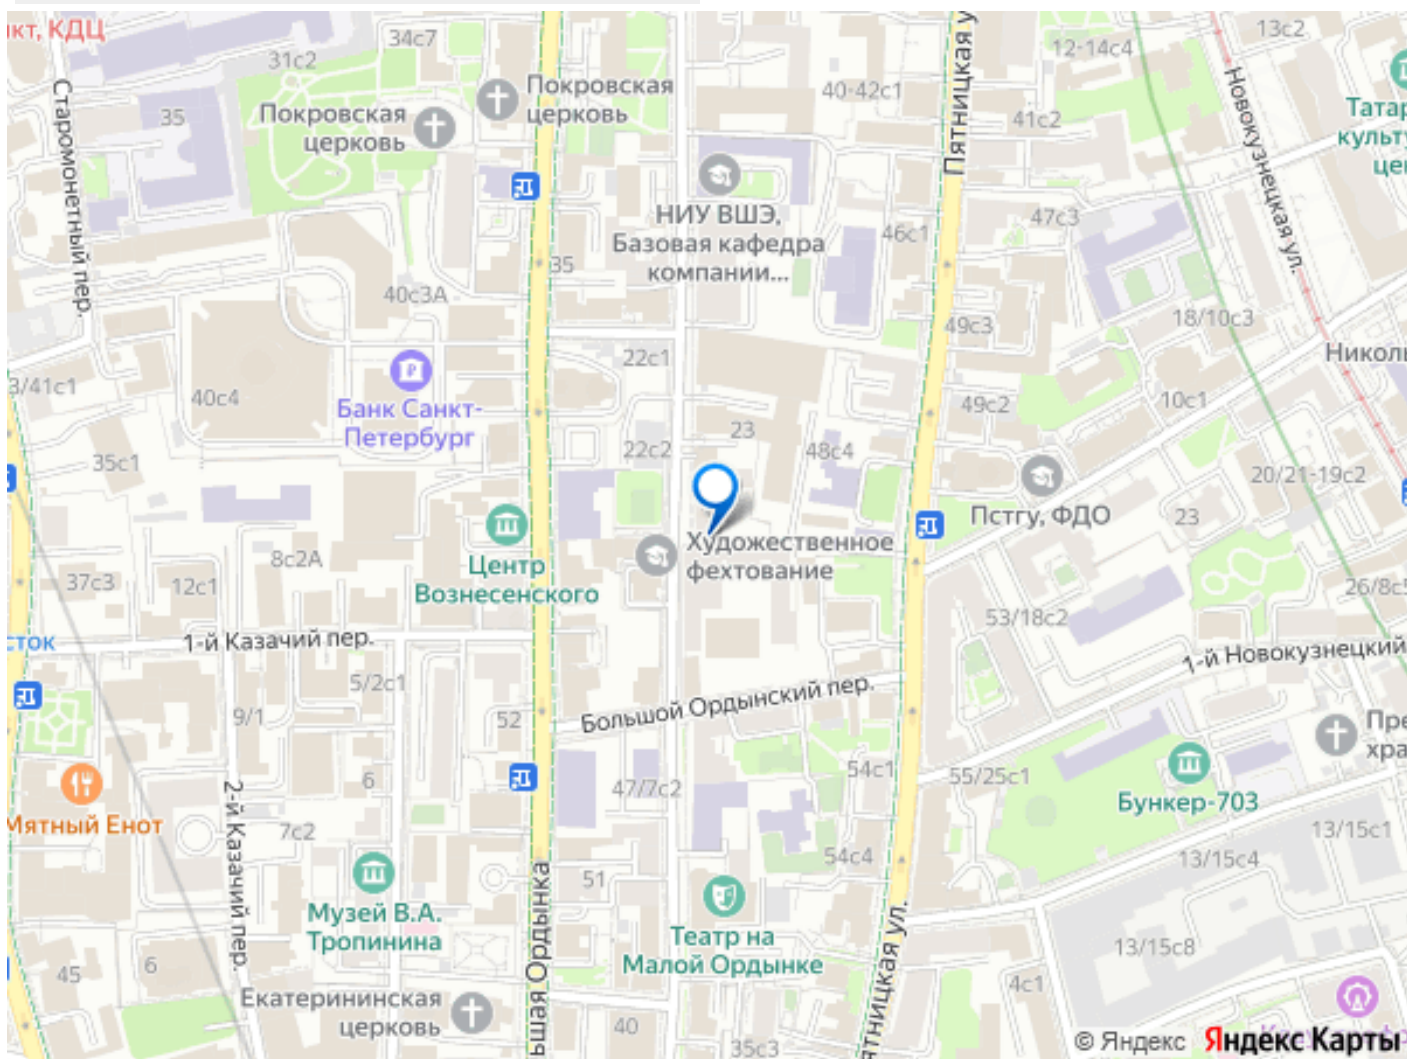 нкт, КДЦ
34с7
13с2
12-14с4
31с2
Покровская
церковь
40-42с1
Пятницкая у
Новокузнецкая ул.
Татар
культу
цен
Старомонетный пер.
35
Покровская
церковь
41с2
НИУ ВШЭ,
Базовая кафедра
компании...
47с3
46с1
35
40с3А
18/10с3
49с3
Николь
22с1
3/41с1
40с4
Банк Санкт-
Петербург
10с1
49с2
23
22с2
48с4
35с1
20/21-19с2
Пстгу, ФДО
23
Художественное
фехтование
8с2А
Центр
Вознесенского
37с3
12с1
26/8с5
53/18с2
сток
1-й Казачий пер.
1-й Новокузнецкий
5/2с1
Большой Ордынский пер.
9/1
52
Пре
хра
54с1
55/25с1
6
47/7с2
Бункер-703
Мятный Енот
2-й Казачий пер.
7с2
13/15с1
54с4
13/15с4
51
Музей В.А.
Тропинина
льшая Ордынка
Театр на
Малой Ордынке
ятницкая ул.
13/15с8
45
6
4с1
Екатерининская
церковь
40
35с3
© Яндекс Яндекс Карты